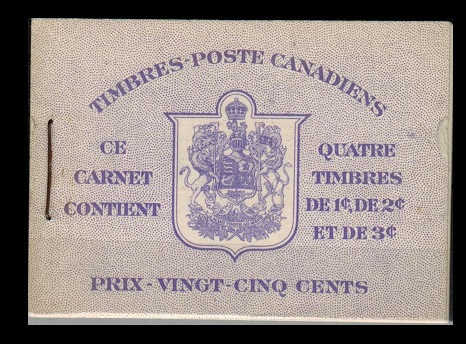 TIMBRES-POSTE CANADIENS
CE
CARNET
CONTIENT
QUATRE
TIMBRES
DE 1¢, DE 2¢
ET DE 3¢
PRIX - VINGT - CINQ CENTS